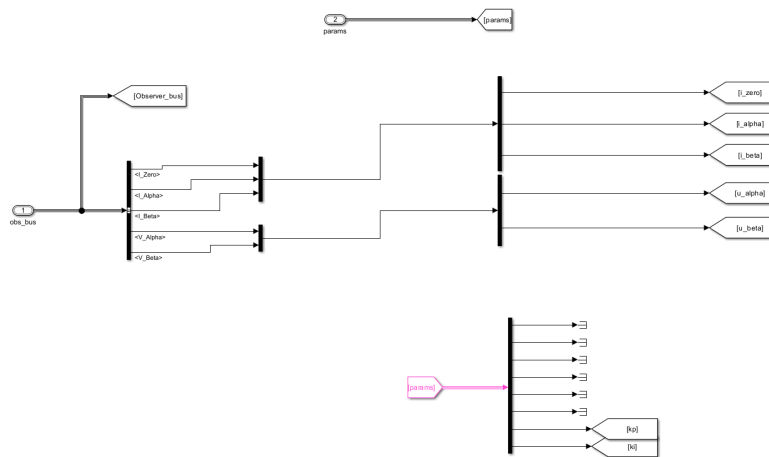 2
[params]
params
[Observer_bus]
[i_zero]
[i_alpha]
[i_beta]
<I_Zero>
<I_Alpha>
[u_alpha]
1
obs_bus
<I_Beta>
[u_beta]
<V_Alpha>
<V_Beta>
[params]
[kp]
[ki]